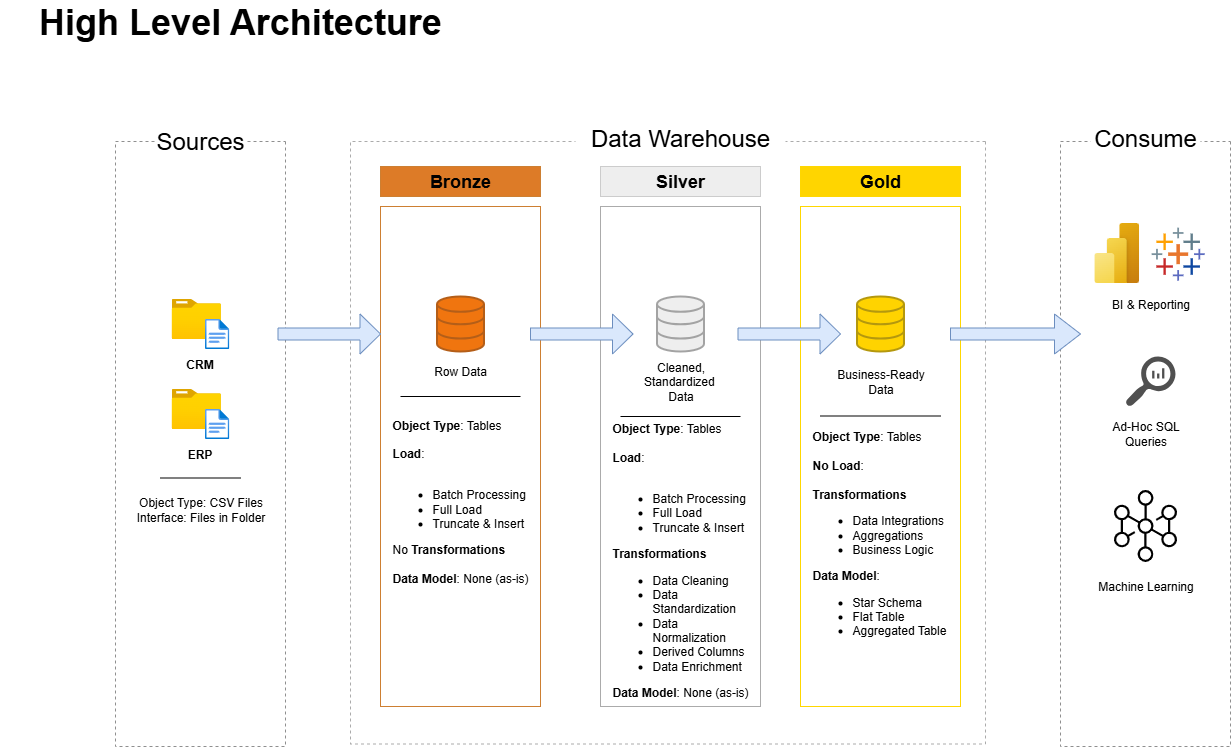 High Level Architecture
Sources
CRM
ERP
Object Type: CSV Files
Interface: Files in Folder
Data Warehouse
Bronze
Row Data
Object Type: Tables
Load:
Batch Processing
Full Load
Truncate & Insert
No Transformations
Data Model: None (as-is)
Silver
Cleaned,
Standardized
Data
Object Type: Tables
Load:
Batch Processing
Full Load
Truncate & Insert
Transformations
Data Cleaning
Data
Standardization
Data
Normalization
Derived Columns
Data Enrichment
Data Model: None (as-is)
Gold
Business-Ready
Data
Object Type: Tables
No Load:
Transformations
Data Integrations
Aggregations
Business Logic
Data Model:
Star Schema
Flat Table
Aggregated Table
Consume
BI & Reporting
Ad-Hoc SQL
Queries
Machine Learning